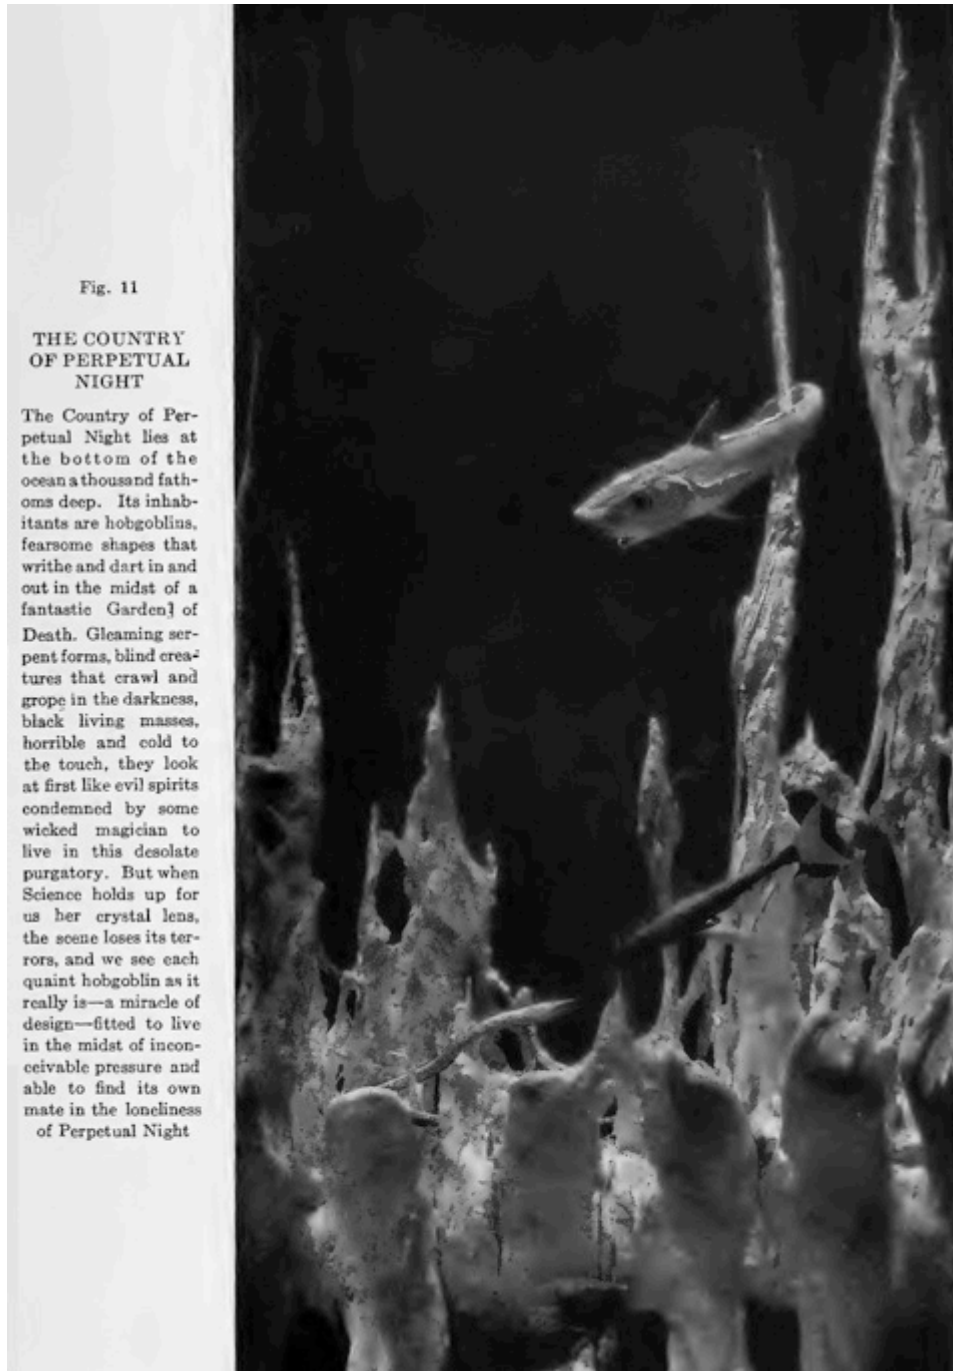 Fig. 11
THE COUNTRY
OF PERPETUAL
NIGHT
The Country of Per-
petual Night lies at
the bottom of the
ocean a thousand fath-
oms deep. Its inhab-
itants are hobgoblins,
fearsome shapes that
writhe and dart in and
out in the midst of a
fantastic Garden} of
Death. Gleaming ser-
pent forms, blind crea-
tures that crawl and
grope in the darkness,
black living masses,
horrible and cold to
the touch, they look
at first like evil spirits
condemned by some
wicked magician to
live in this desolate
purgatory. But when
Science holds up for
us her crystal lens,
the scene loses its ter-
rors, and we see each
quaint hobgoblin as it
really is—a miracle of
design—fitted to live
in the midst of incon-
ceivable pressure and
able to find its own
mate in the loneliness
of Perpetual Night